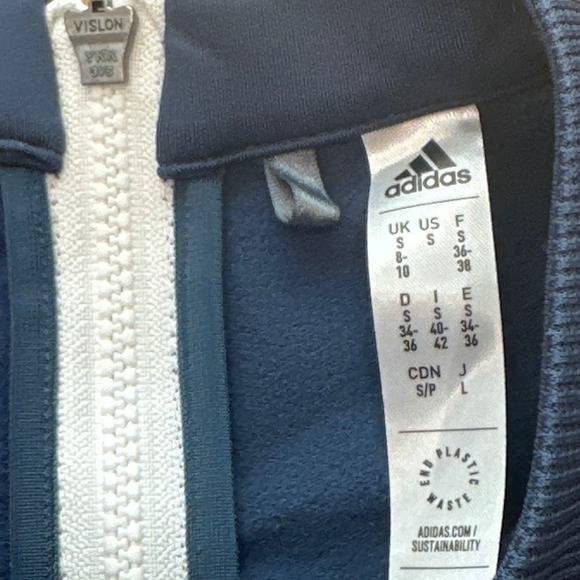 VISLON
YKK
adidas
UK US F
S S S
8- 36-
10 38
D I E
S S S
34- 40- 34-
36 42 36
CDN J
S/P L
END PLASTIC WASTE
ADIDAS.COM/
SUSTAINABILITY